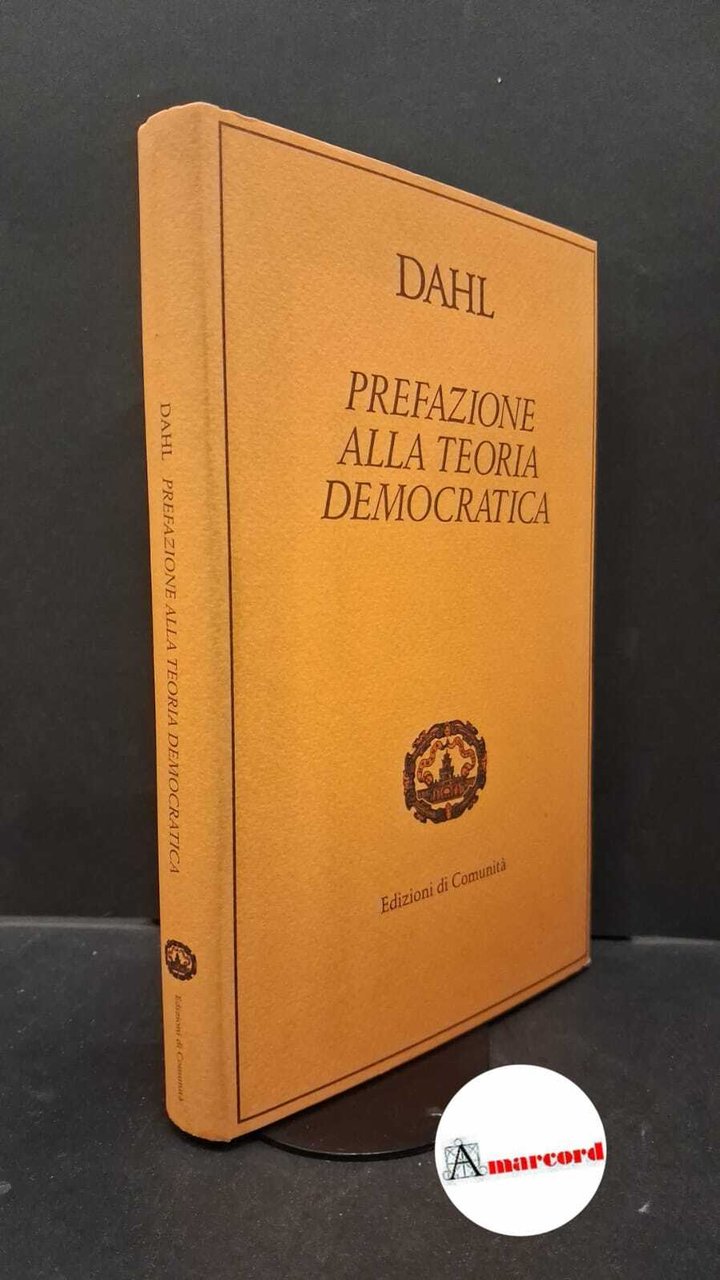 DAHL
PREFAZIONE
ALLA TEORIA
DEMOCRATICA
Edizioni di Comunità
DAHL PREFAZIONE ALLA TEORIA DEMOCRATICA
Edizioni di Comunità
Amarcord